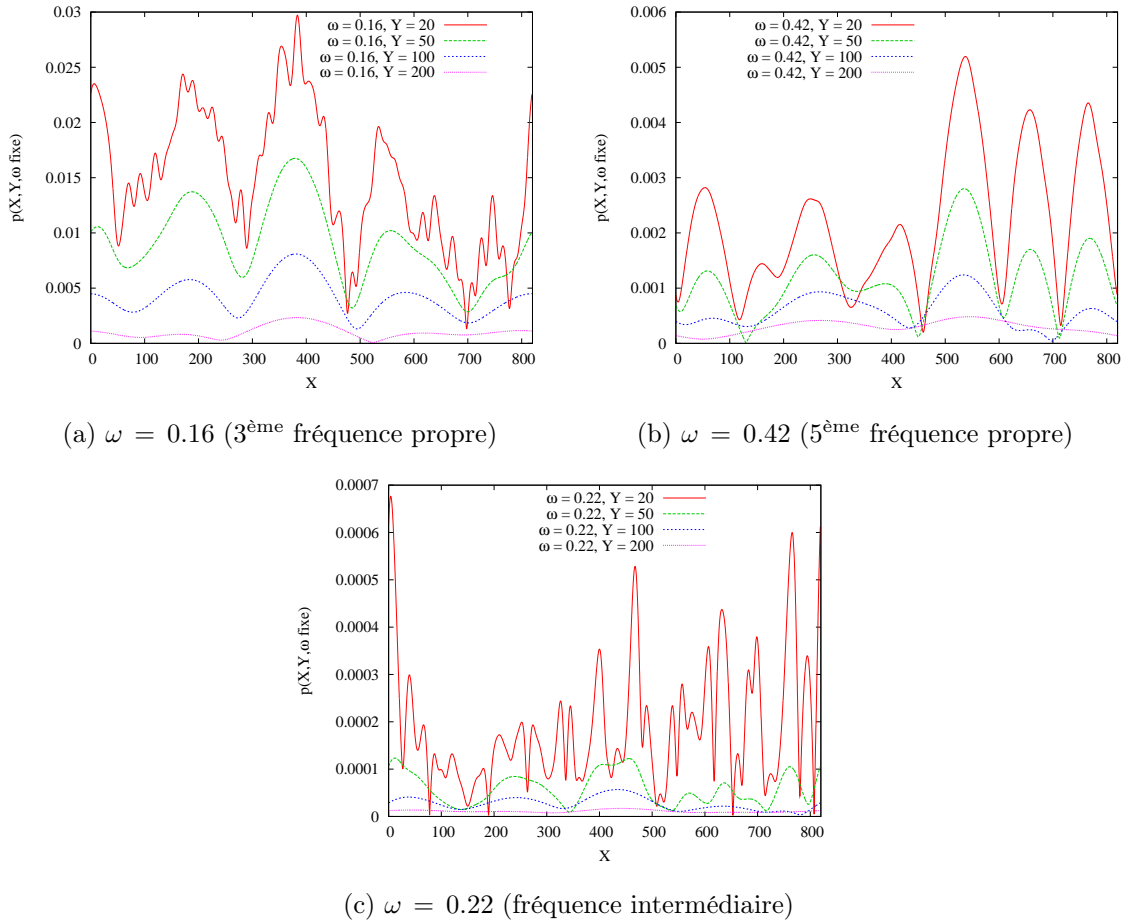 0.03
0.025
0.02
0.015
0.01
0.005
0
p(X,Y,ω fixe)
0 100 200 300 400 500 600 700 800
X
ω = 0.16, Y = 20
ω = 0.16, Y = 50
ω = 0.16, Y = 100
ω = 0.16, Y = 200
(a) ω = 0.16 (3ème fréquence propre)
0.006
0.005
0.004
0.003
0.002
0.001
0
p(X,Y,ω fixe)
0 100 200 300 400 500 600 700 800
X
ω = 0.42, Y = 20
ω = 0.42, Y = 50
ω = 0.42, Y = 100
ω = 0.42, Y = 200
(b) ω = 0.42 (5ème fréquence propre)
0.0007
0.0006
0.0005
0.0004
0.0003
0.0002
0.0001
0
p(X,Y,ω fixe)
0 100 200 300 400 500 600 700 800
X
ω = 0.22, Y = 20
ω = 0.22, Y = 50
ω = 0.22, Y = 100
ω = 0.22, Y = 200
(c) ω = 0.22 (fréquence intermédiaire)